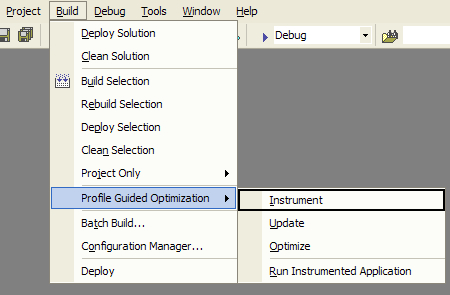 Project Build Debug Tools Window Help
Debug
Deploy Solution
Clean Solution
Build Selection
Rebuild Selection
Deploy Selection
Clean Selection
Project Only
Profile Guided Optimization
Instrument
Batch Build...
Update
Configuration Manager...
Optimize
Deploy
Run Instrumented Application